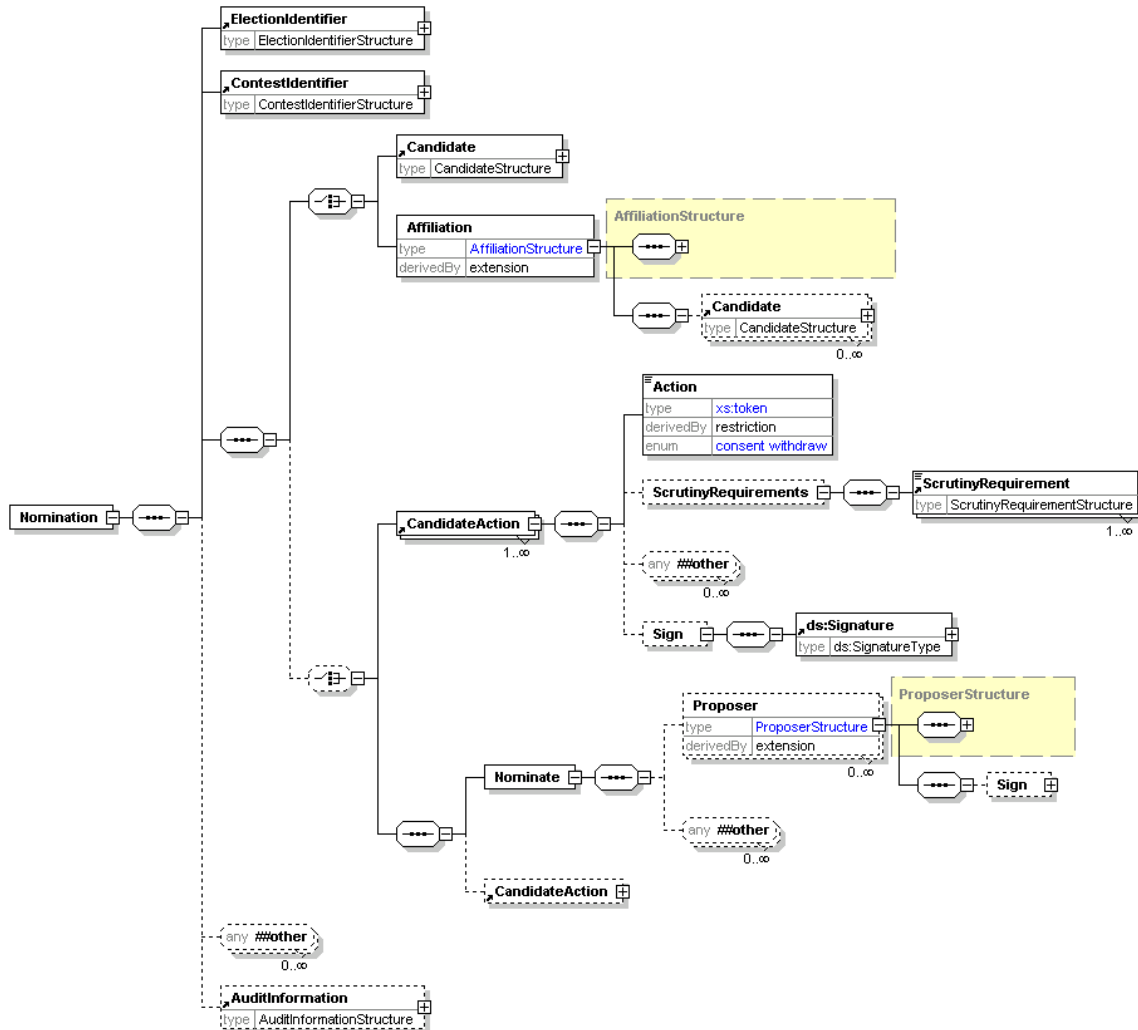 ElectionIdentifier
type ElectionIdentifierStructure
ContestIdentifier
type ContestIdentifierStructure
Candidate
type CandidateStructure
Affiliation
type AffiliationStructure
derivedBy extension
AffiliationStructure
Candidate
type CandidateStructure
0..∞
Action
type xs:token
derivedBy restriction
enum consent withdraw
ScrutinyRequirements
ScrutinyRequirement
type ScrutinyRequirementStructure
1..∞
Nomination
CandidateAction
1..∞
any ##other
0..∞
Sign
ds:Signature
type ds:SignatureType
Proposer
type ProposerStructure
derivedBy extension
0..∞
ProposerStructure
Sign
Nominate
any ##other
0..∞
CandidateAction
any ##other
0..∞
AuditInformation
type AuditInformationStructure